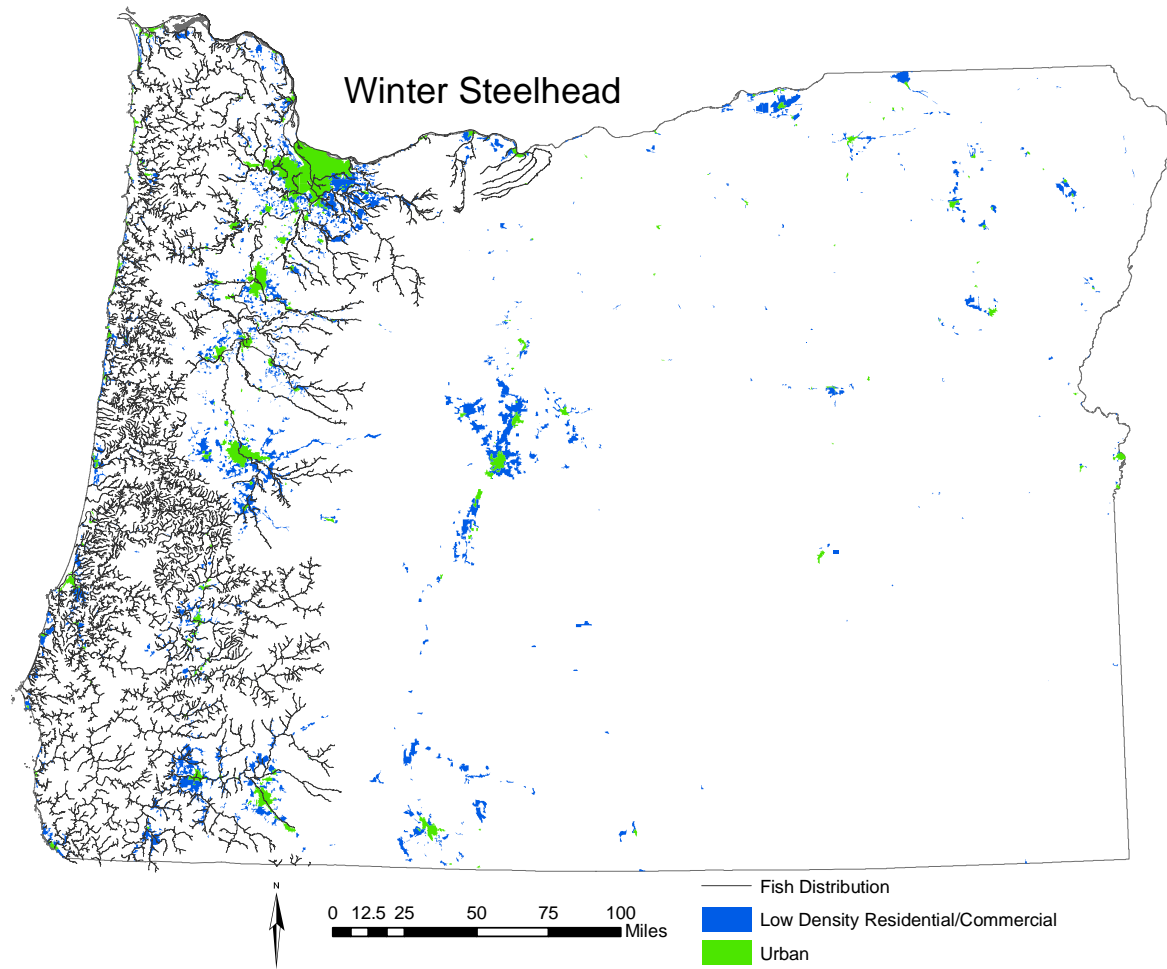 Winter Steelhead
N
0 12.5 25 50 75 100
Miles
Fish Distribution
Low Density Residential/Commercial
Urban